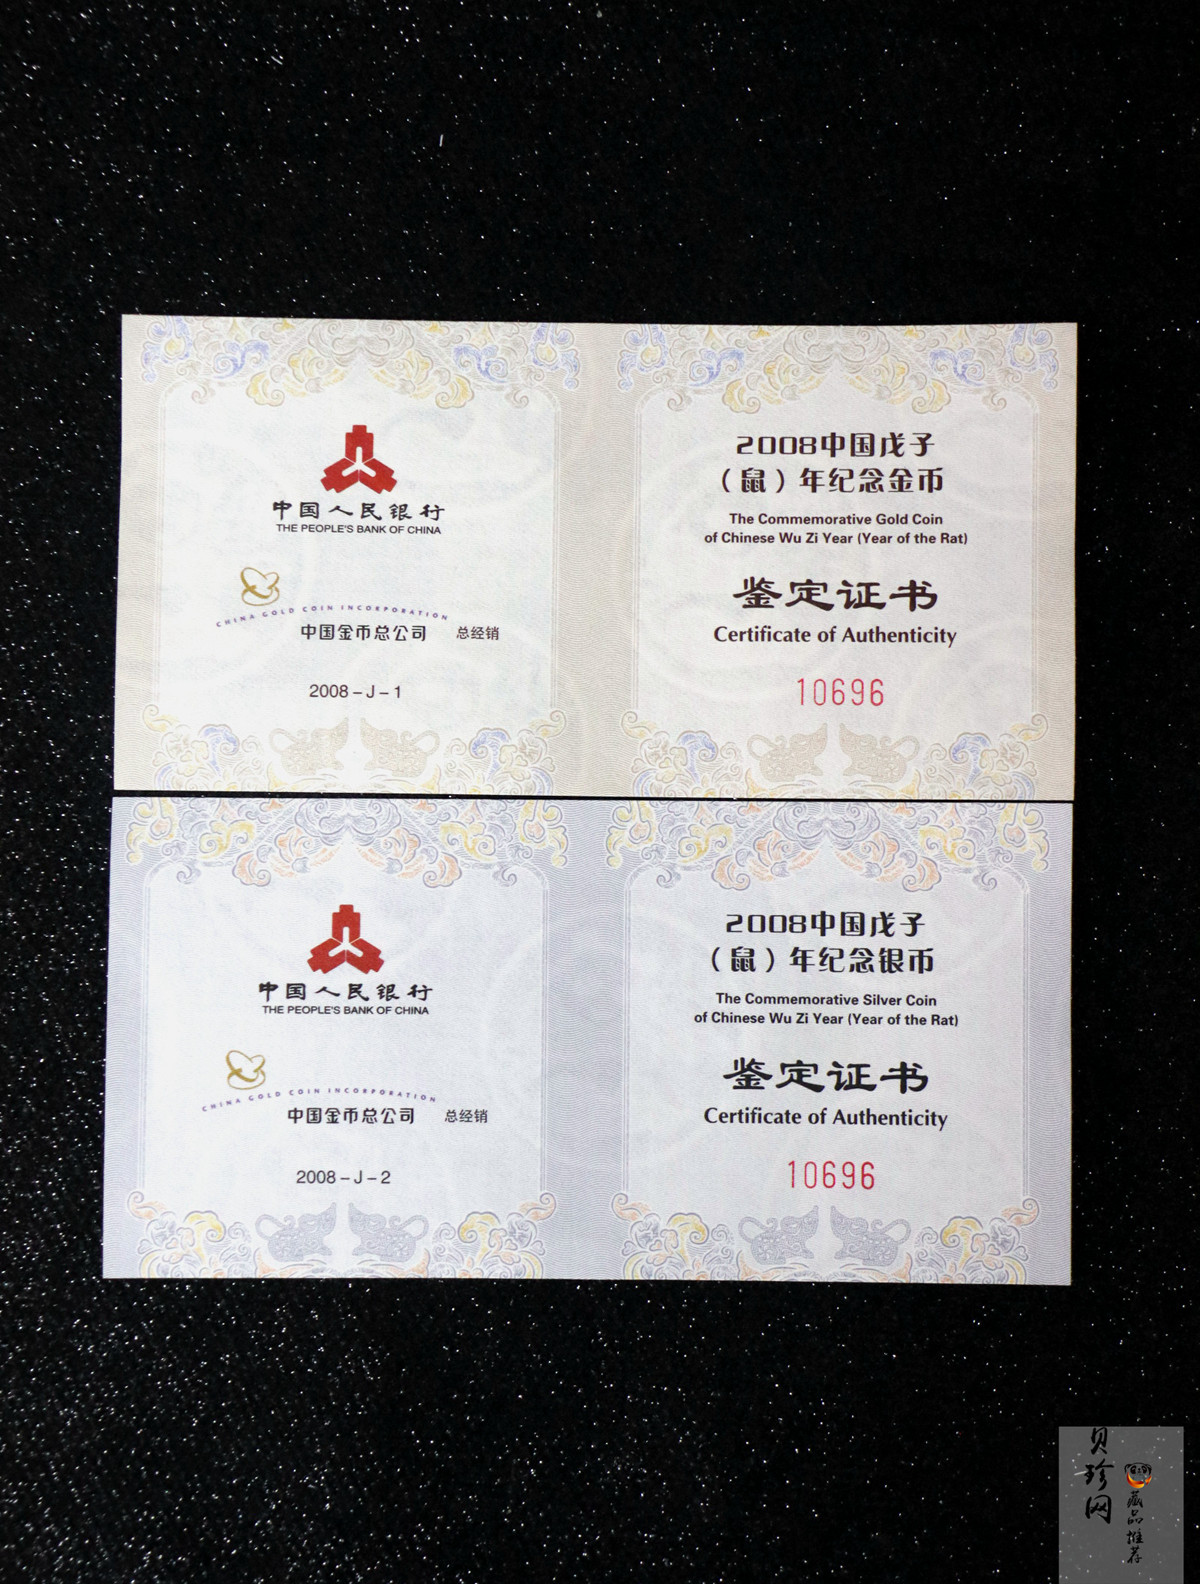 中国人民银行
THE PEOPLE'S BANK OF CHINA
CHINA GOLD COIN INCORPORATION
中国金币总公司 总经销
2008－J－1
2008中国戊子
（鼠）年纪念金币
The Commemorative Gold Coin
of Chinese Wu Zi Year (Year of the Rat)
鉴定证书
Certificate of Authenticity
10696
中国人民银行
THE PEOPLE'S BANK OF CHINA
CHINA GOLD COIN INCORPORATION
中国金币总公司 总经销
2008－J－2
2008中国戊子
（鼠）年纪念银币
The Commemorative Silver Coin
of Chinese Wu Zi Year (Year of the Rat)
鉴定证书
Certificate of Authenticity
10696
贝珍网
藏品推荐